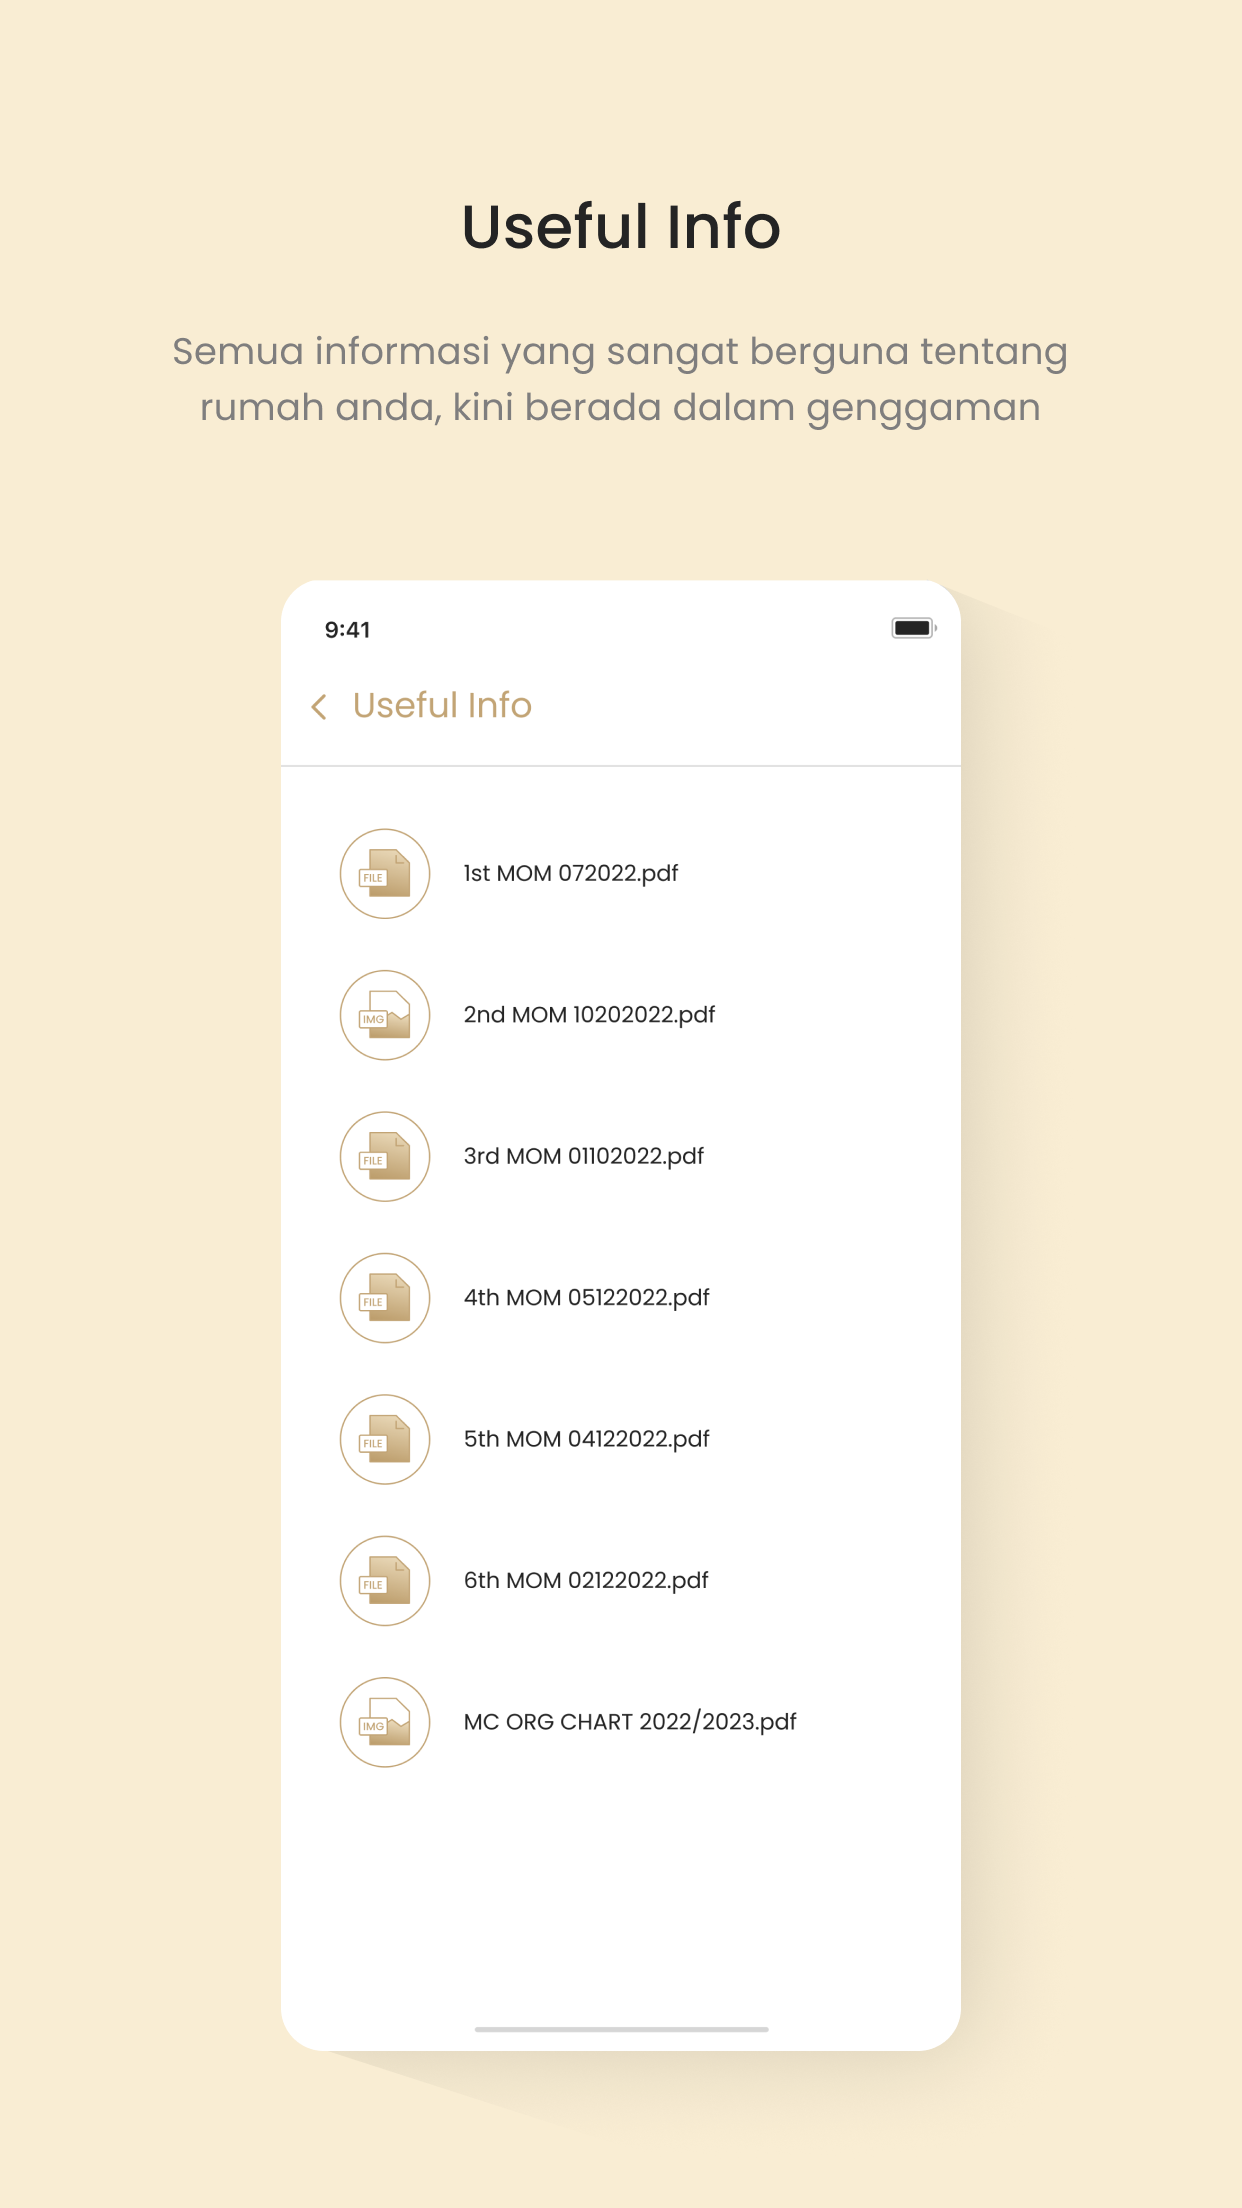 Useful Info
Semua informasi yang sangat berguna tentang
rumah anda, kini berada dalam genggaman
9:41
Useful Info
FILE
1st MOM 072022.pdf
IMG
2nd MOM 10202022.pdf
FILE
3rd MOM 01102022.pdf
FILE
4th MOM 05122022.pdf
FILE
5th MOM 04122022.pdf
FILE
6th MOM 02122022.pdf
IMG
MC ORG CHART 2022/2023.pdf